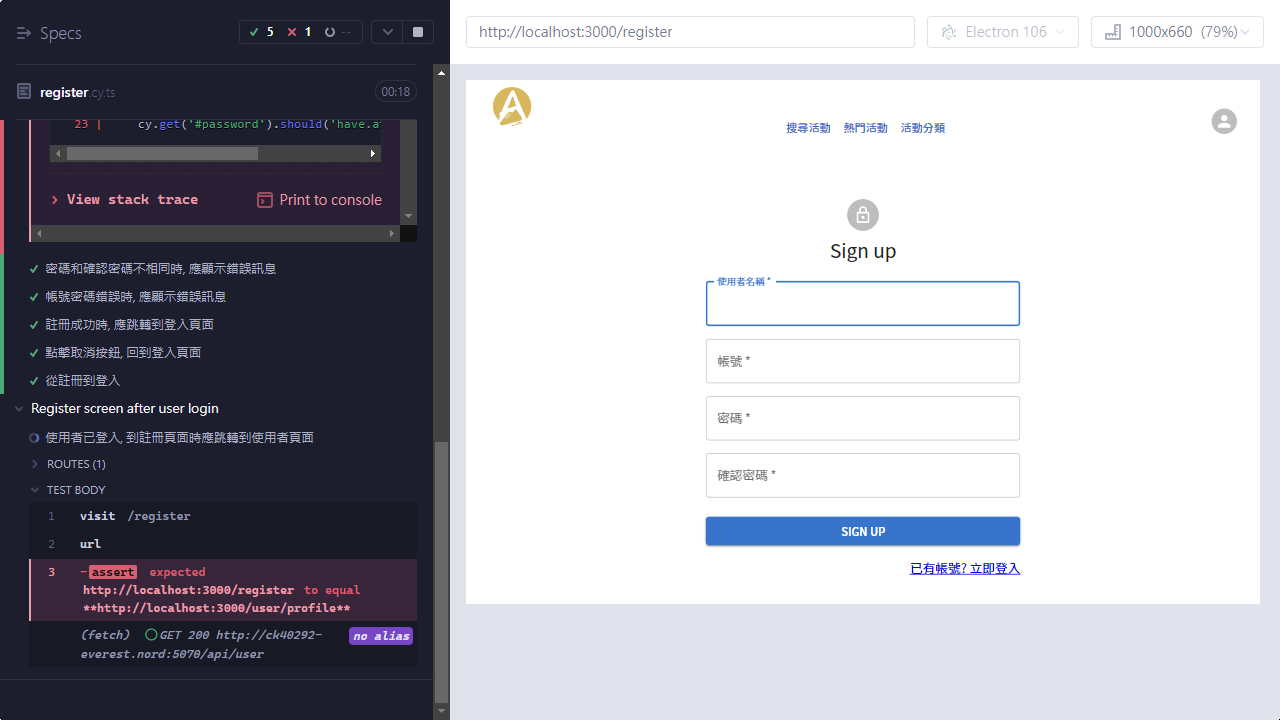 Specs
5 1 --
register.cy.ts 00:18
23 | cy.get('#password').should('have.a
View stack trace Print to console
密碼和確認密碼不相同時, 應顯示錯誤訊息
帳號密碼錯誤時, 應顯示錯誤訊息
註冊成功時, 應跳轉到登入頁面
點擊取消按鈕, 回到登入頁面
從註冊到登入
Register screen after user login
使用者已登入, 到註冊頁面時應跳轉到使用者頁面
ROUTES (1)
TEST BODY
1 visit /register
2 url
3 -assert expected
http://localhost:3000/register to equal
**http://localhost:3000/user/profile**
(fetch) GET 200 http://ck40292- no alias
everest.nord:5070/api/user
http://localhost:3000/register
Electron 106
1000x660 (79%)
搜尋活動 熱門活動 活動分類
Sign up
使用者名稱 *
帳號 *
密碼 *
確認密碼 *
SIGN UP
已有帳號? 立即登入